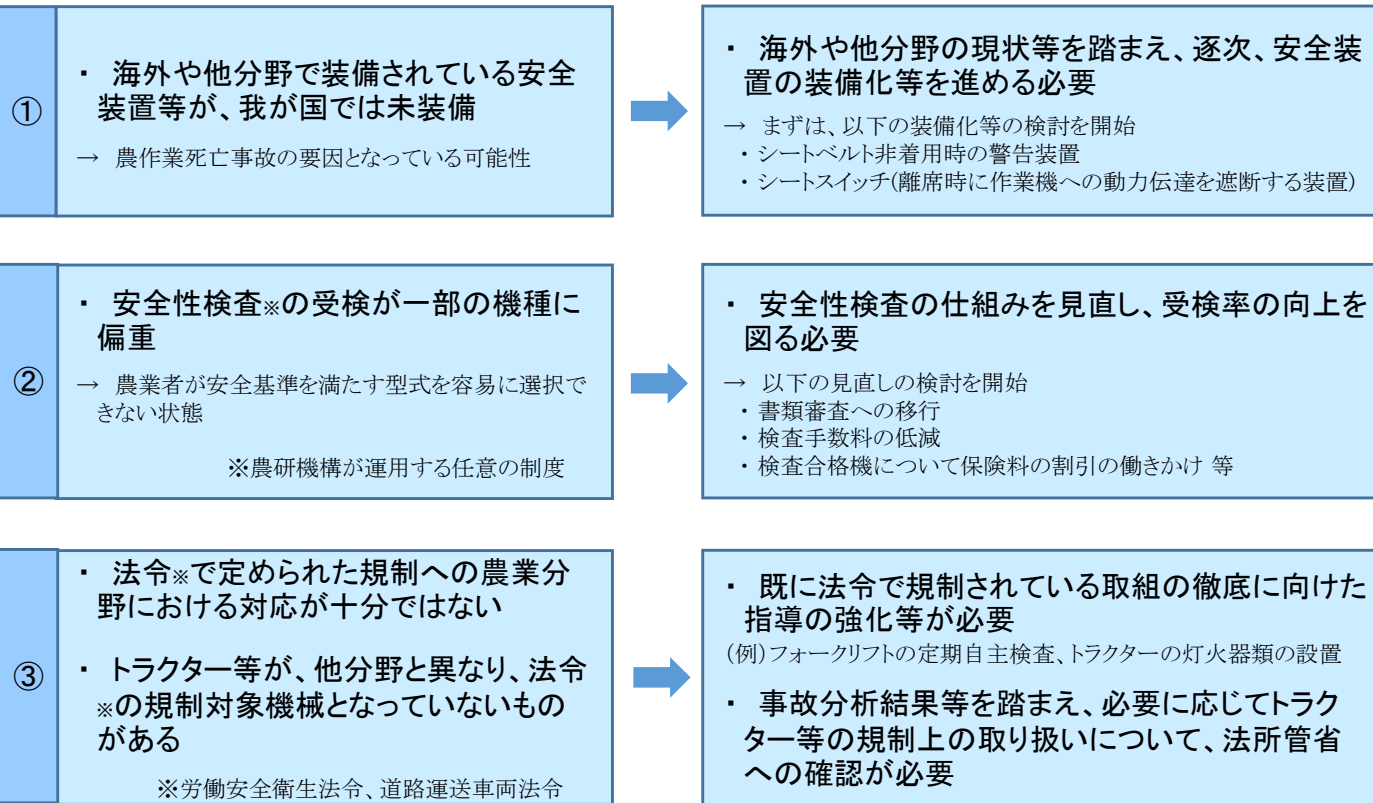 ①
・ 海外や他分野で装備されている安全
装置等が、我が国では未装備
→ 農作業死亡事故の要因となっている可能性
・ 海外や他分野の現状等を踏まえ、逐次、安全装
置の装備化等を進める必要
→ まずは、以下の装備化等の検討を開始
・シートベルト非着用時の警告装置
・シートスイッチ(離席時に作業機への動力伝達を遮断する装置)
②
・ 安全性検査※の受検が一部の機種に
偏重
→ 農業者が安全基準を満たす型式を容易に選択で
きない状態
※農研機構が運用する任意の制度
・ 安全性検査の仕組みを見直し、受検率の向上を
図る必要
→ 以下の見直しの検討を開始
・書類審査への移行
・検査手数料の低減
・検査合格機について保険料の割引の働きかけ 等
③
・ 法令※で定められた規制への農業分
野における対応が十分ではない
・ トラクター等が、他分野と異なり、法令
※の規制対象機械となっていないもの
がある
※労働安全衛生法令、道路運送車両法令
・ 既に法令で規制されている取組の徹底に向けた
指導の強化等が必要
(例)フォークリフトの定期自主検査、トラクターの灯火器類の設置
・ 事故分析結果等を踏まえ、必要に応じてトラク
ター等の規制上の取り扱いについて、法所管省
への確認が必要